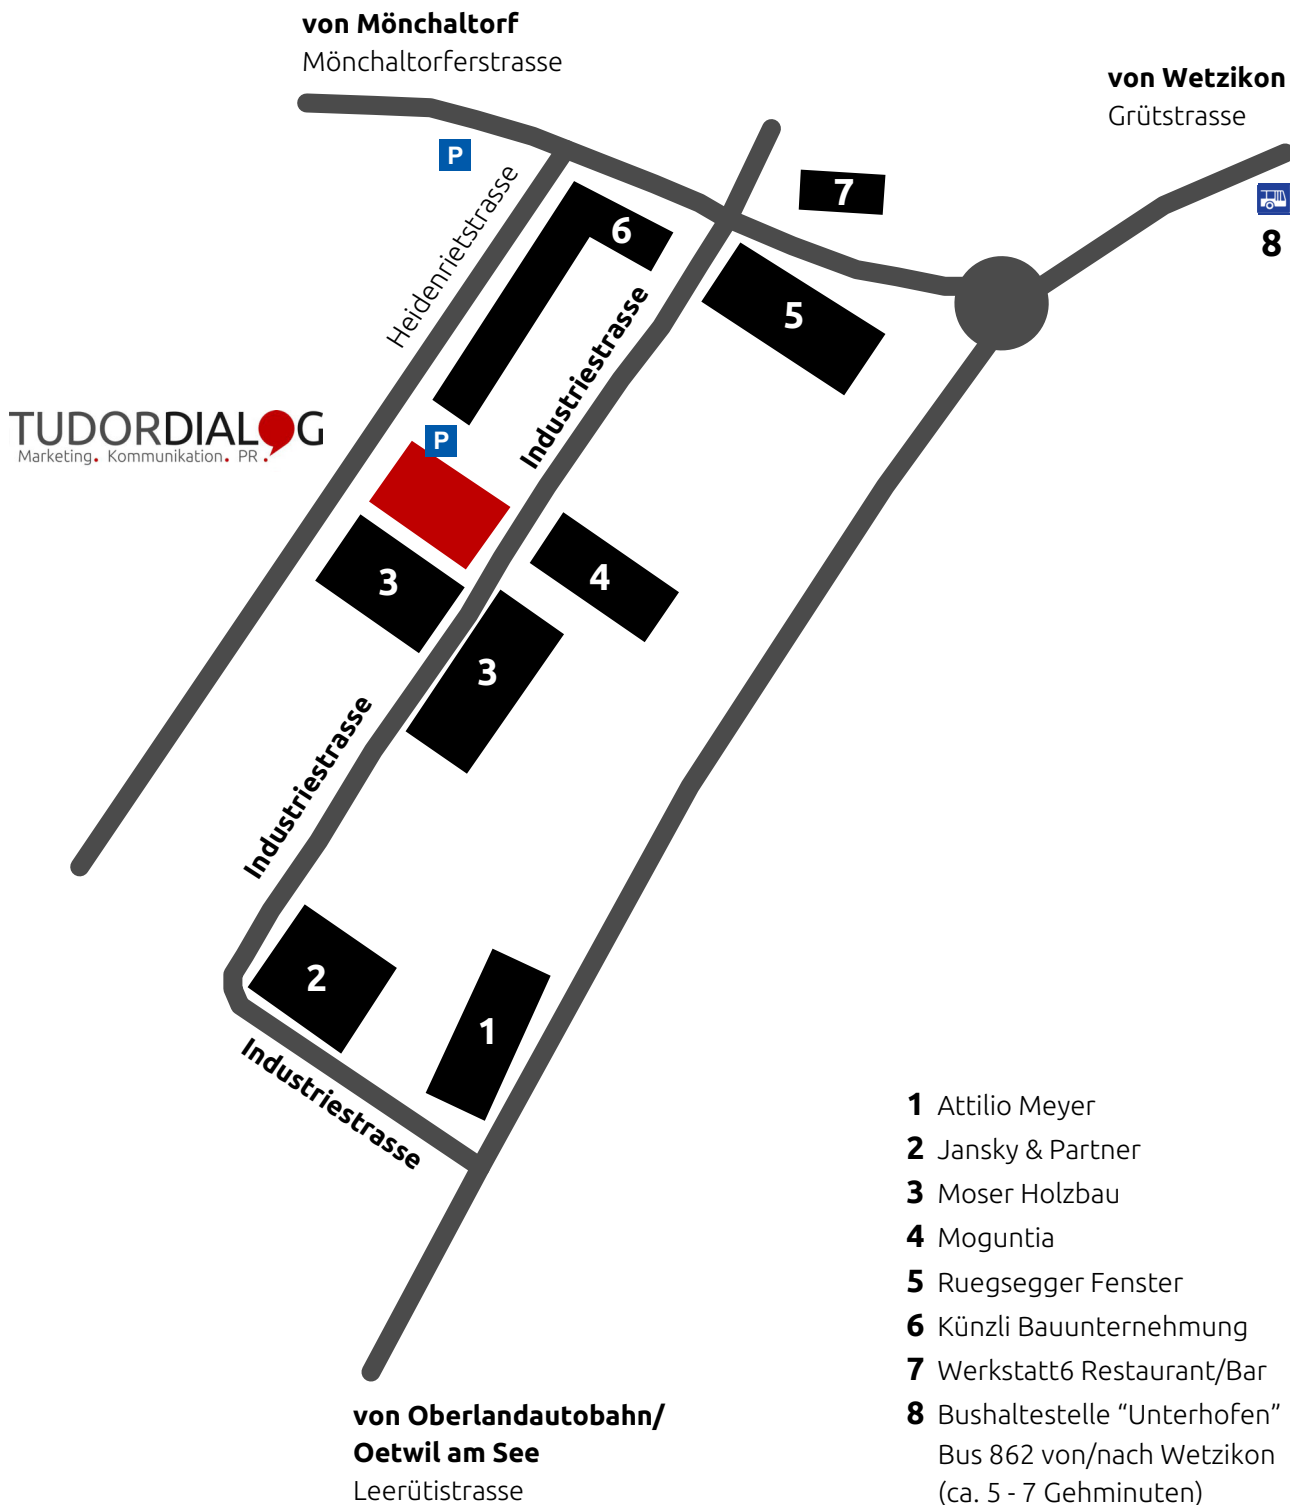 von Mönchaltorf
Mönchaltorferstrasse
von Wetzikon
Grütstrasse
P
7
8
Heidenrietstrasse
6
5
Industriestrasse
TUDORDIALOG
Marketing. Kommunikation. PR.
P
3
4
3
Industriestrasse
2
1
Industriestrasse
1 Attilio Meyer
2 Jansky & Partner
3 Moser Holzbau
4 Moguntia
5 Ruegsegger Fenster
6 Künzli Bauunternehmung
7 Werkstatt6 Restaurant/Bar
8 Bushaltestelle “Unterhofen”
Bus 862 von/nach Wetzikon
(ca. 5 - 7 Gehminuten)
von Oberlandautobahn/
Oetwil am See
Leerütistrasse